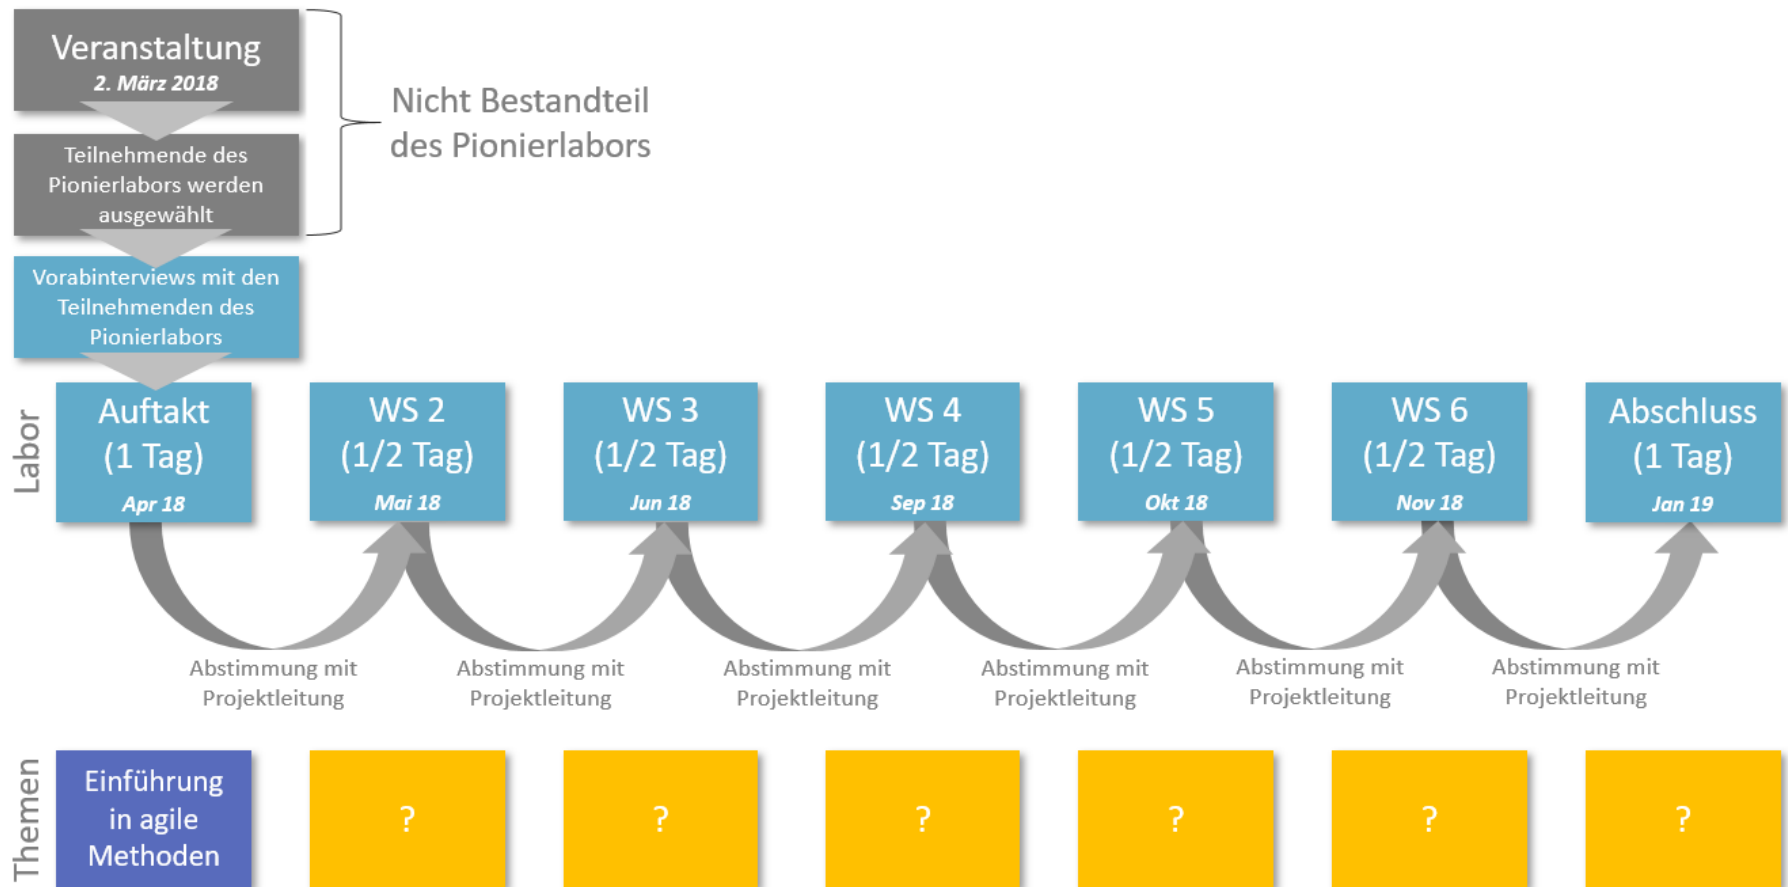 Veranstaltung
2. März 2018
Nicht Bestandteil
des Pionierlabors
Teilnehmende des
Pionierlabors werden
ausgewählt
Vorabinterviews mit den
Teilnehmenden des
Pionierlabors
Labor
Auftakt
(1 Tag)
Apr 18
WS 2
(1/2 Tag)
Mai 18
WS 3
(1/2 Tag)
Jun 18
WS 4
(1/2 Tag)
Sep 18
WS 5
(1/2 Tag)
Okt 18
WS 6
(1/2 Tag)
Nov 18
Abschluss
(1 Tag)
Jan 19
Abstimmung mit
Projektleitung
Abstimmung mit
Projektleitung
Abstimmung mit
Projektleitung
Abstimmung mit
Projektleitung
Abstimmung mit
Projektleitung
Abstimmung mit
Projektleitung
Themen
Einführung
in agile
Methoden
?
?
?
?
?
?